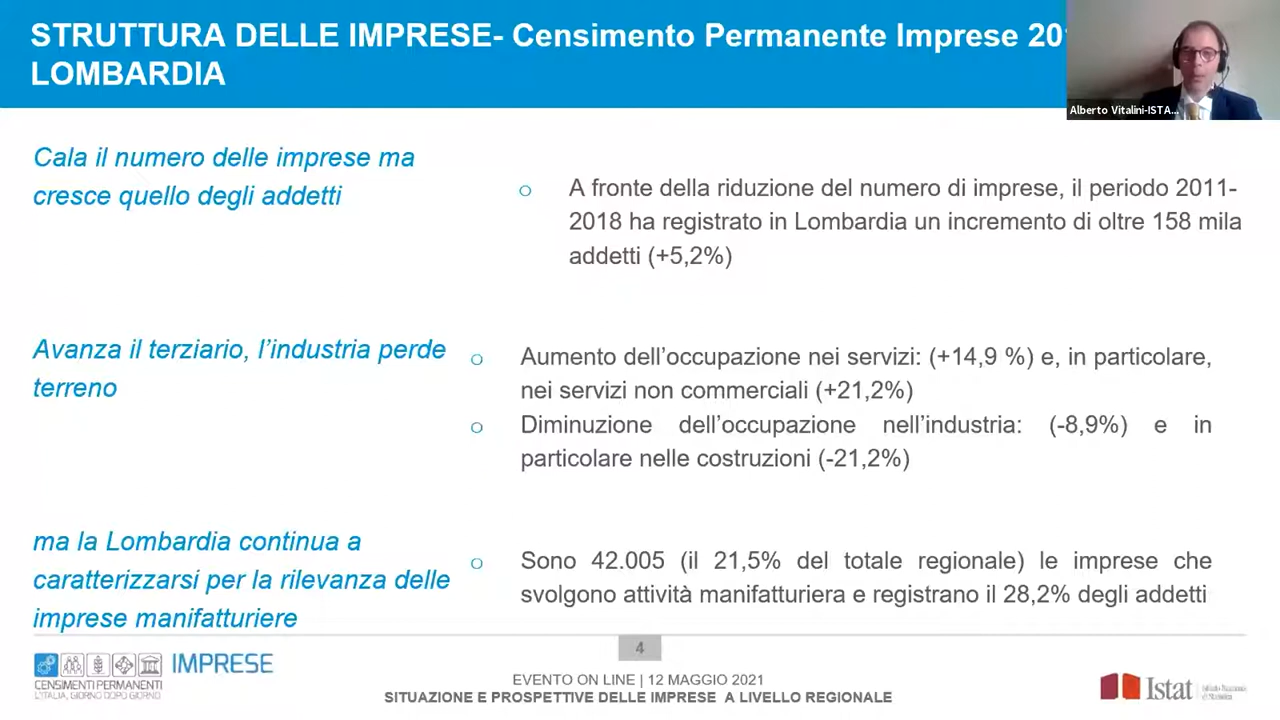 STRUTTURA DELLE IMPRESE- Censimento Permanente Imprese
LOMBARDIA
Alberto Vitalini-ISTA...
Cala il numero delle imprese ma
cresce quello degli addetti
o A fronte della riduzione del numero di imprese, il periodo 2011-
2018 ha registrato in Lombardia un incremento di oltre 158 mila
addetti (+5,2%)
Avanza il terziario, l'industria perde
terreno
o Aumento dell'occupazione nei servizi: (+14,9 %) e, in particolare,
nei servizi non commerciali (+21,2%)
o Diminuzione dell'occupazione nell'industria: (-8,9%) e in
particolare nelle costruzioni (-21,2%)
ma la Lombardia continua a
caratterizzarsi per la rilevanza delle
imprese manifatturiere
o Sono 42.005 (il 21,5% del totale regionale) le imprese che
svolgono attività manifatturiera e registrano il 28,2% degli addetti
4
IMPRESE
CENSIMENTI PERMANENTI
L'ITALIA, GIORNO DOPO GIORNO
EVENTO ON LINE | 12 MAGGIO 2021
SITUAZIONE E PROSPETTIVE DELLE IMPRESE A LIVELLO REGIONALE
Istat